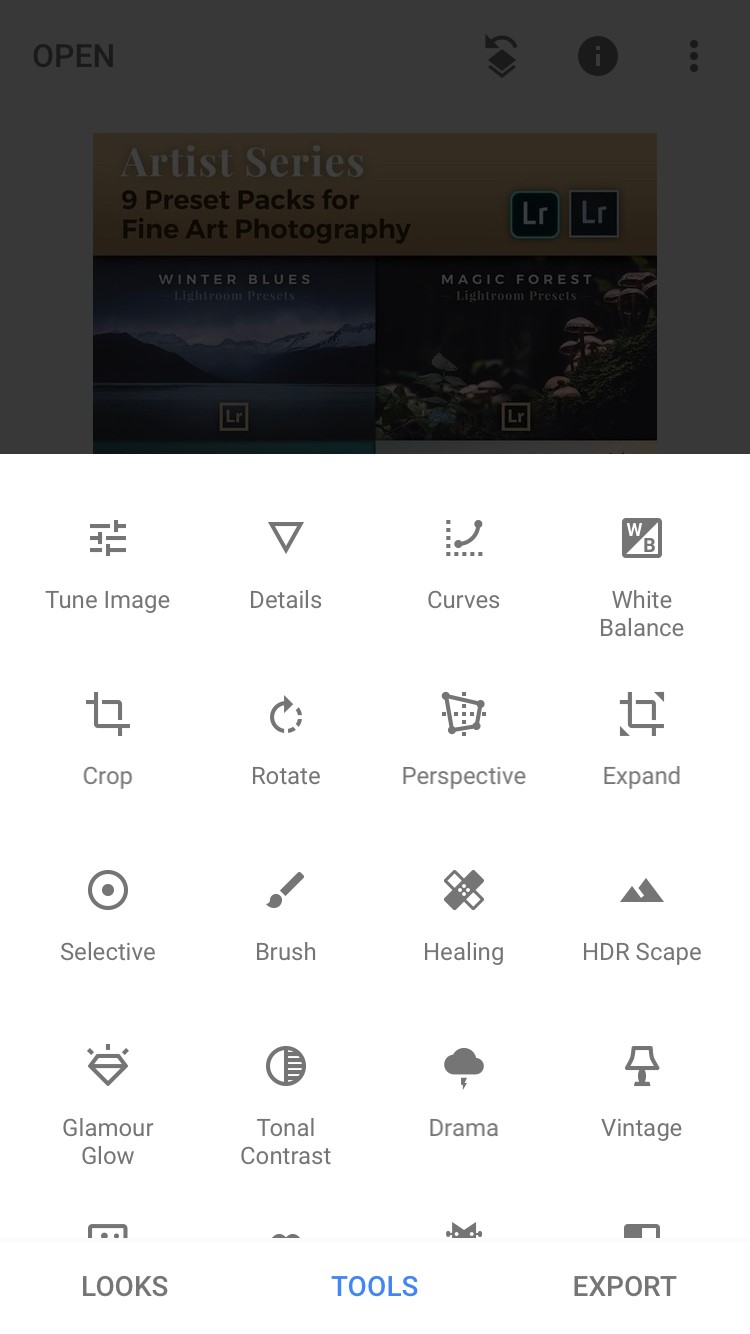 OPEN
Artist Series
9 Preset Packs for
Fine Art Photography
Lr Lr
WINTER BLUES
Lightroom Presets
MAGIC FOREST
Lightroom Presets
Lr
Lr
Tune Image
Details
Curves
W
B
White
Balance
Crop
Rotate
Perspective
Expand
Selective
Brush
Healing
HDR Scape
Glamour
Glow
Tonal
Contrast
Drama
Vintage
LOOKS
TOOLS
EXPORT